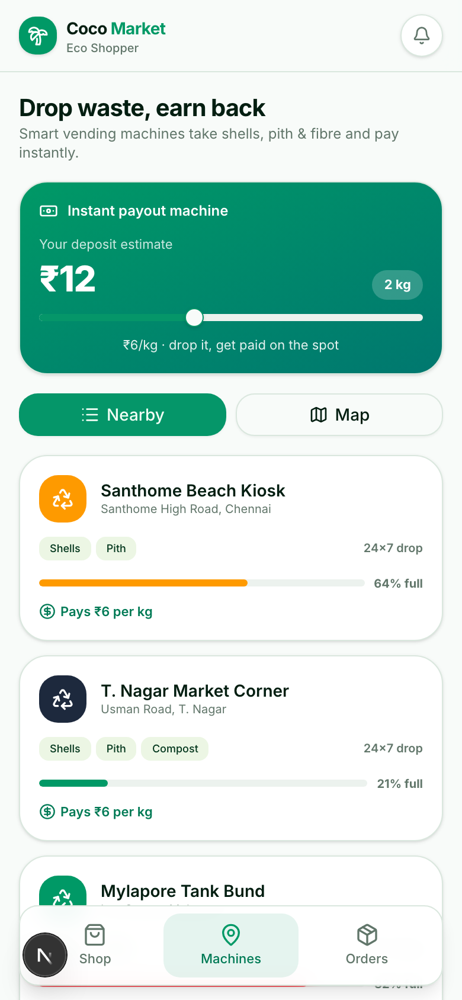 Coco Market
Eco Shopper
Drop waste, earn back
Smart vending machines take shells, pith & fibre and pay
instantly.
Instant payout machine
Your deposit estimate
₹12
2 kg
₹6/kg · drop it, get paid on the spot
Nearby
Map
Santhome Beach Kiosk
Santhome High Road, Chennai
Shells
Pith
24×7 drop
64% full
Pays ₹6 per kg
T. Nagar Market Corner
Usman Road, T. Nagar
Shells
Pith
Compost
24×7 drop
21% full
Pays ₹6 per kg
Mylapore Tank Bund
Shop
Machines
Orders